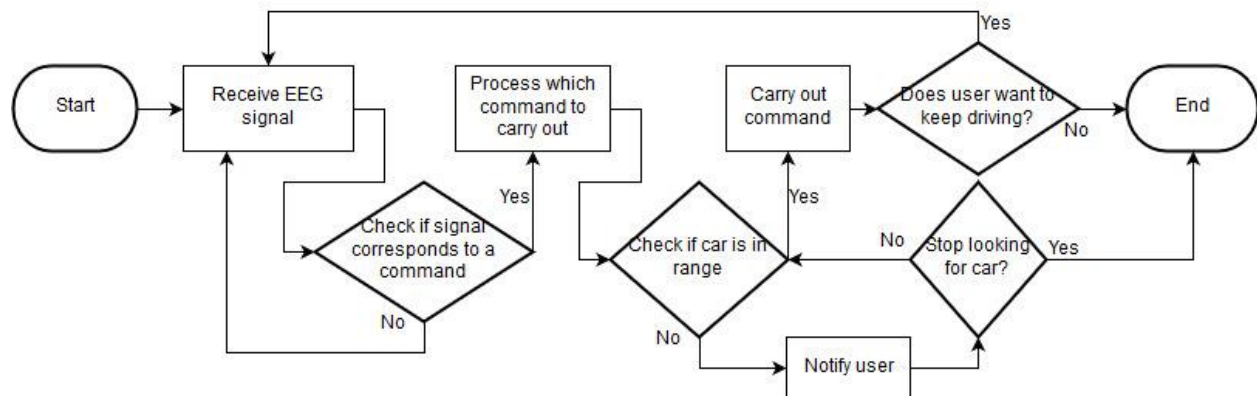 Start
Receive EEG
signal
Check if signal
corresponds to a
command
No
Yes
Process which
command to
carry out
Check if car is in
range
No
Yes
Notify user
Stop looking
for car?
No
Yes
Carry out
command
Does user want to
keep driving?
Yes
No
End